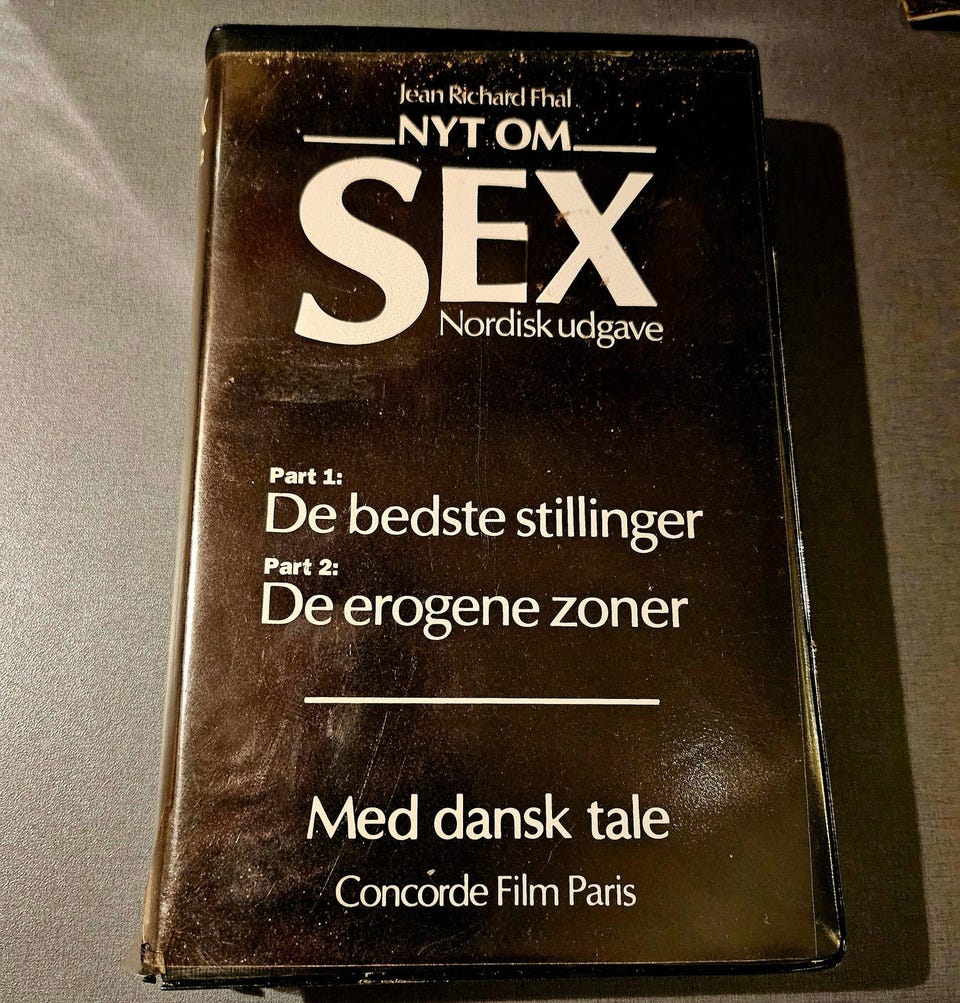 Jean Richard Fhal
NYT OM
SEX
Nordisk udgave
Part 1:
De bedste stillinger
Part 2:
De erogene zoner
Med dansk tale
Concorde Film Paris